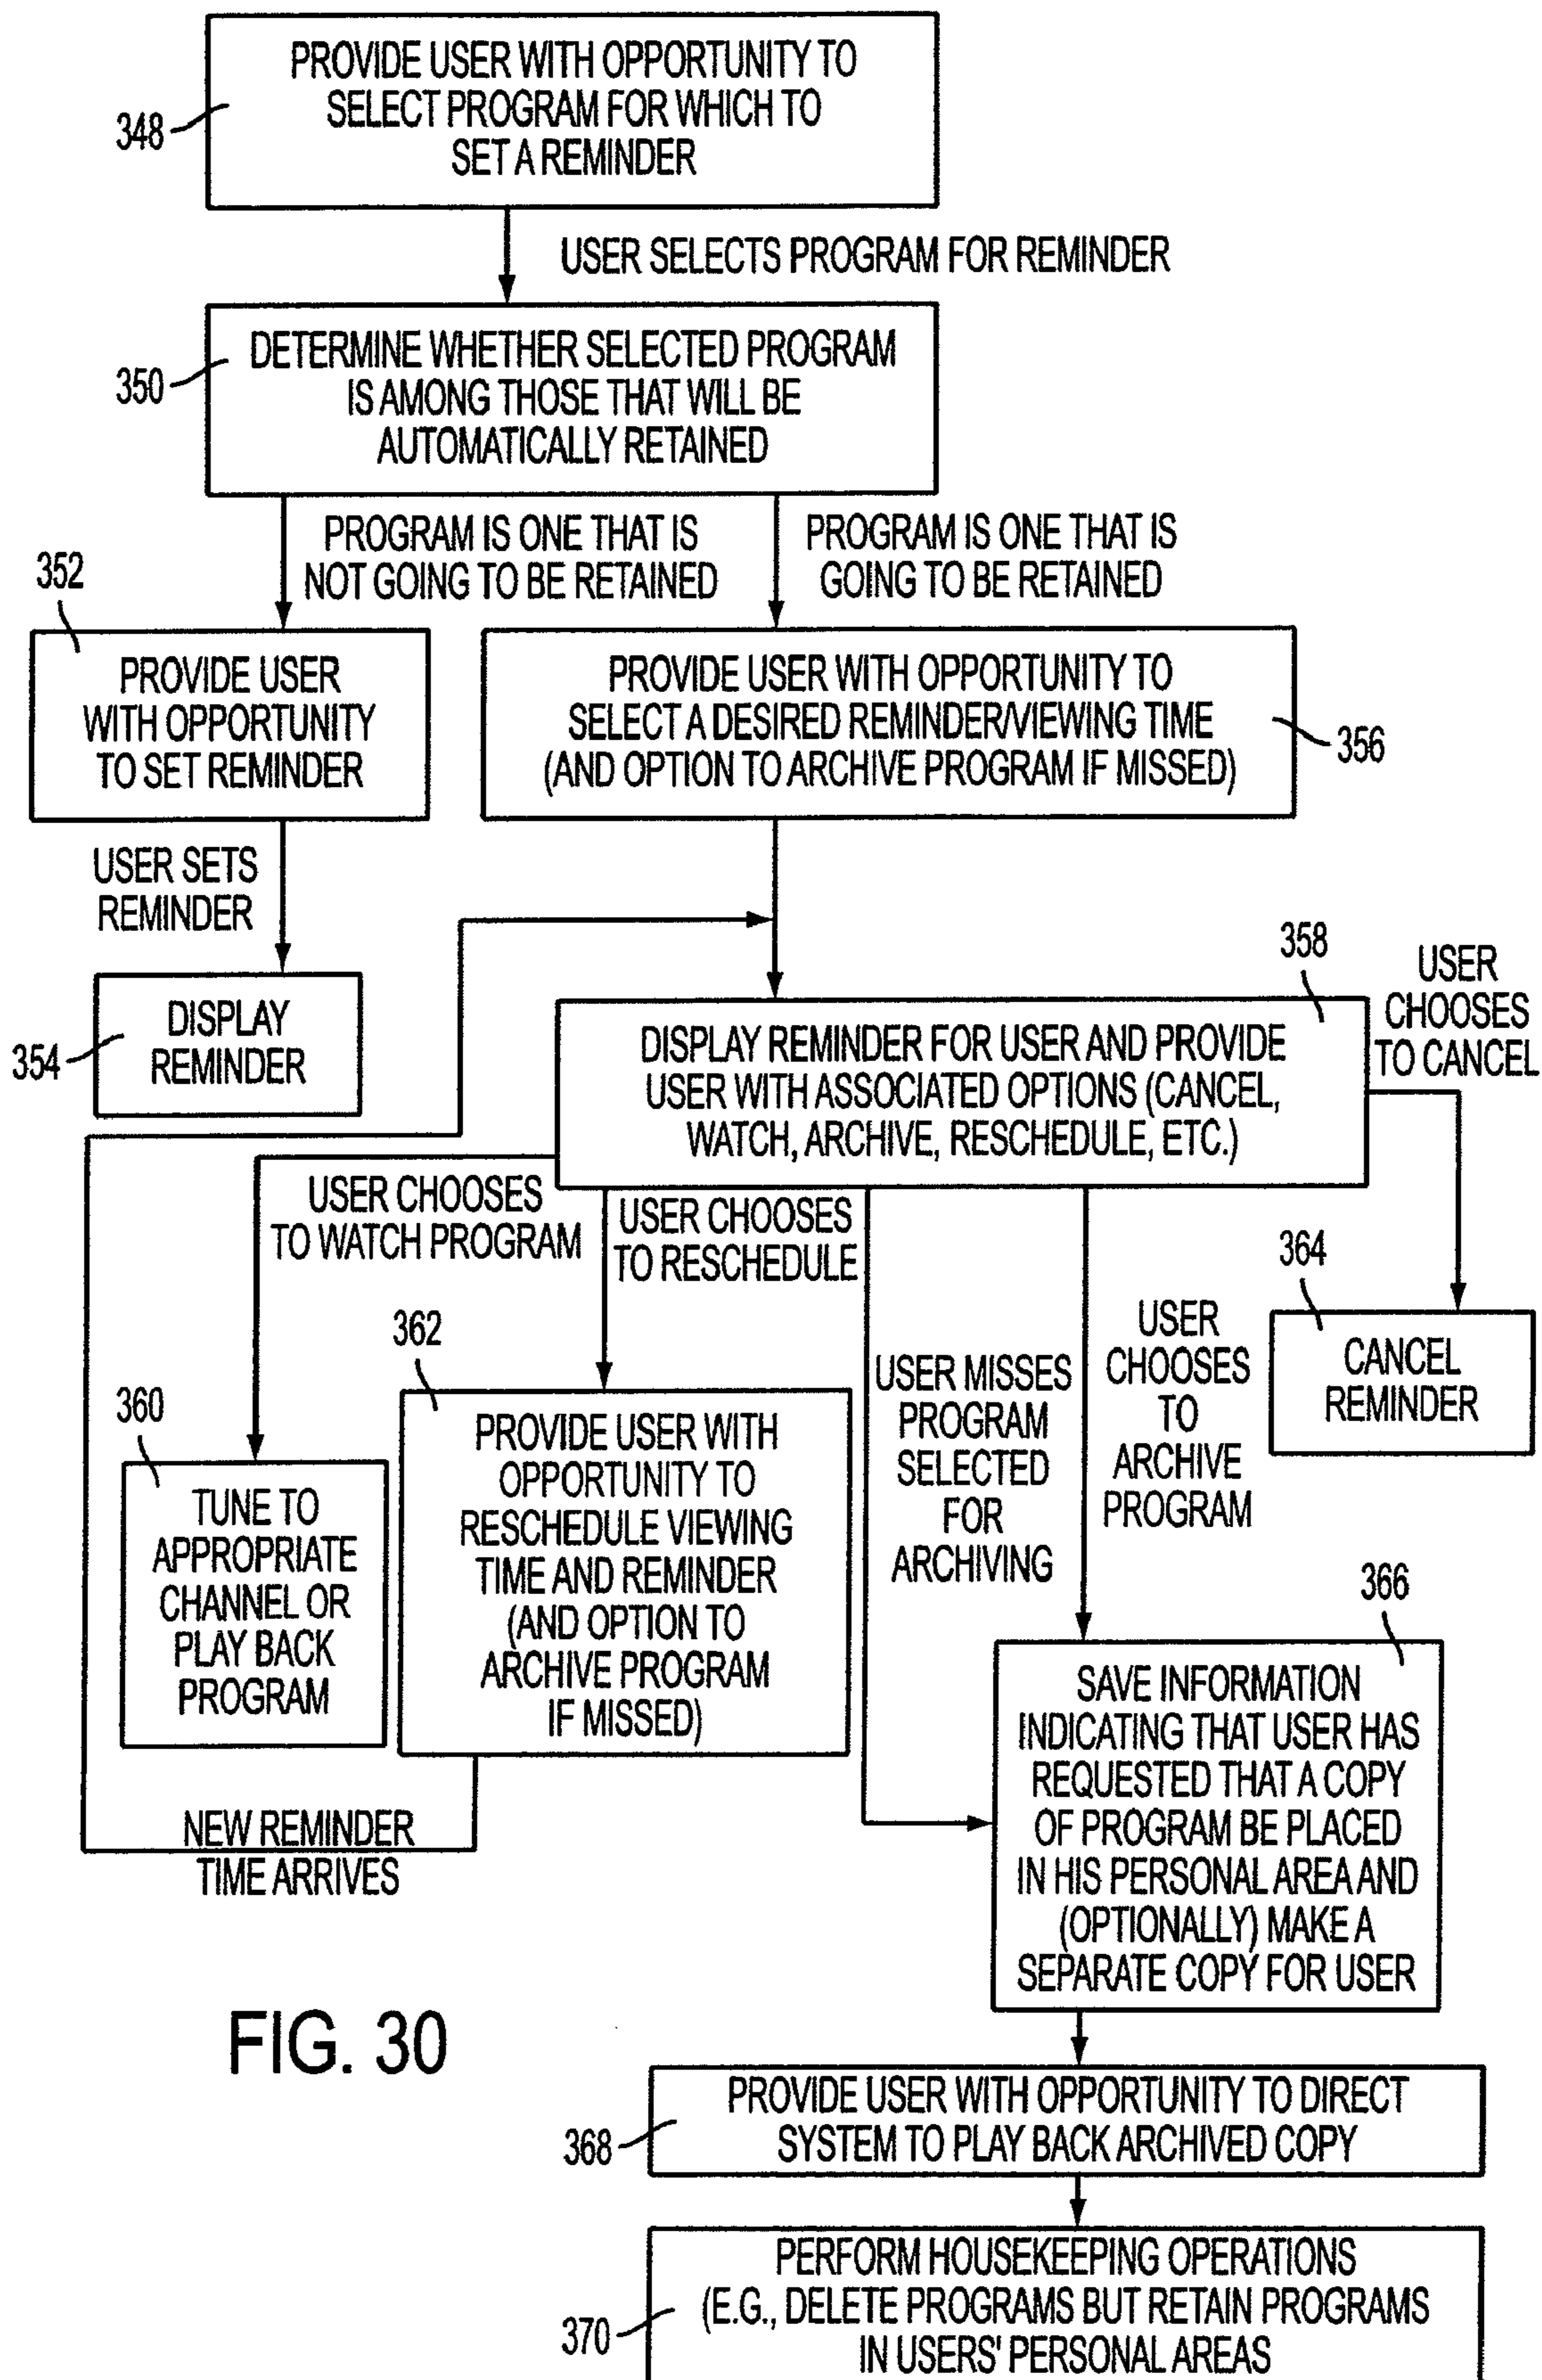 PROVIDE USER WITH OPPORTUNITY TO
SELECT PROGRAM FOR WHICH TO
SET A REMINDER
348
USER SELECTS PROGRAM FOR REMINDER
DETERMINE WHETHER SELECTED PROGRAM
IS AMONG THOSE THAT WILL BE
AUTOMATICALLY RETAINED
350
PROGRAM IS ONE THAT IS
NOT GOING TO BE RETAINED
PROGRAM IS ONE THAT IS
GOING TO BE RETAINED
352
PROVIDE USER
WITH OPPORTUNITY
TO SET REMINDER
PROVIDE USER WITH OPPORTUNITY TO
SELECT A DESIRED REMINDER/VIEWING TIME
(AND OPTION TO ARCHIVE PROGRAM IF MISSED)
356
USER SETS
REMINDER
DISPLAY
REMINDER
354
358
DISPLAY REMINDER FOR USER AND PROVIDE
USER WITH ASSOCIATED OPTIONS (CANCEL,
WATCH, ARCHIVE, RESCHEDULE, ETC.)
USER
CHOOSES
TO CANCEL
USER CHOOSES
TO WATCH PROGRAM
USER CHOOSES
TO RESCHEDULE
USER MISSES
PROGRAM
SELECTED
FOR
ARCHIVING
USER
CHOOSES
TO
ARCHIVE
PROGRAM
364
CANCEL
REMINDER
360
TUNE TO
APPROPRIATE
CHANNEL OR
PLAY BACK
PROGRAM
362
PROVIDE USER WITH
OPPORTUNITY TO
RESCHEDULE VIEWING
TIME AND REMINDER
(AND OPTION TO
ARCHIVE PROGRAM
IF MISSED)
NEW REMINDER
TIME ARRIVES
366
SAVE INFORMATION
INDICATING THAT USER HAS
REQUESTED THAT A COPY
OF PROGRAM BE PLACED
IN HIS PERSONAL AREA AND
(OPTIONALLY) MAKE A
SEPARATE COPY FOR USER
FIG. 30
PROVIDE USER WITH OPPORTUNITY TO DIRECT
SYSTEM TO PLAY BACK ARCHIVED COPY
368
PERFORM HOUSEKEEPING OPERATIONS
(E.G., DELETE PROGRAMS BUT RETAIN PROGRAMS
IN USERS' PERSONAL AREAS
370